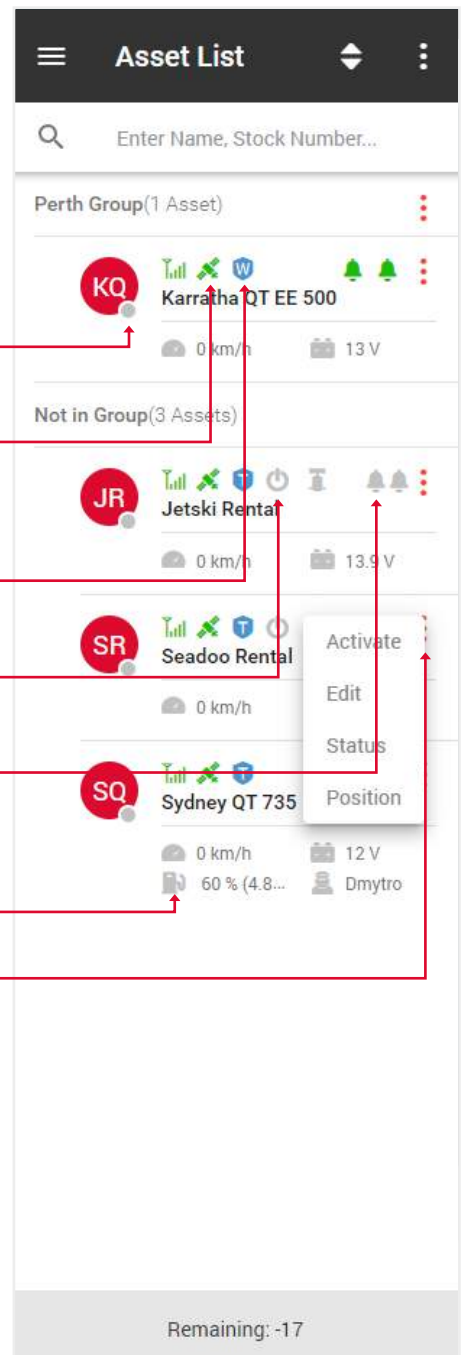 Asset List
Enter Name, Stock Number...
Perth Group(1 Asset)
KQ
W
Karratha QT EE 500
0 km/h 13 V
Not in Group(3 Assets)
JR
T
Jetski Rental
0 km/h 13.9 V
SR
T
Seadoo Rental
0 km/h
Activate
Edit
Status
Position
SQ
T
Sydney QT 735
0 km/h 12 V
60 % (4.8... Dmytro
Remaining: -17